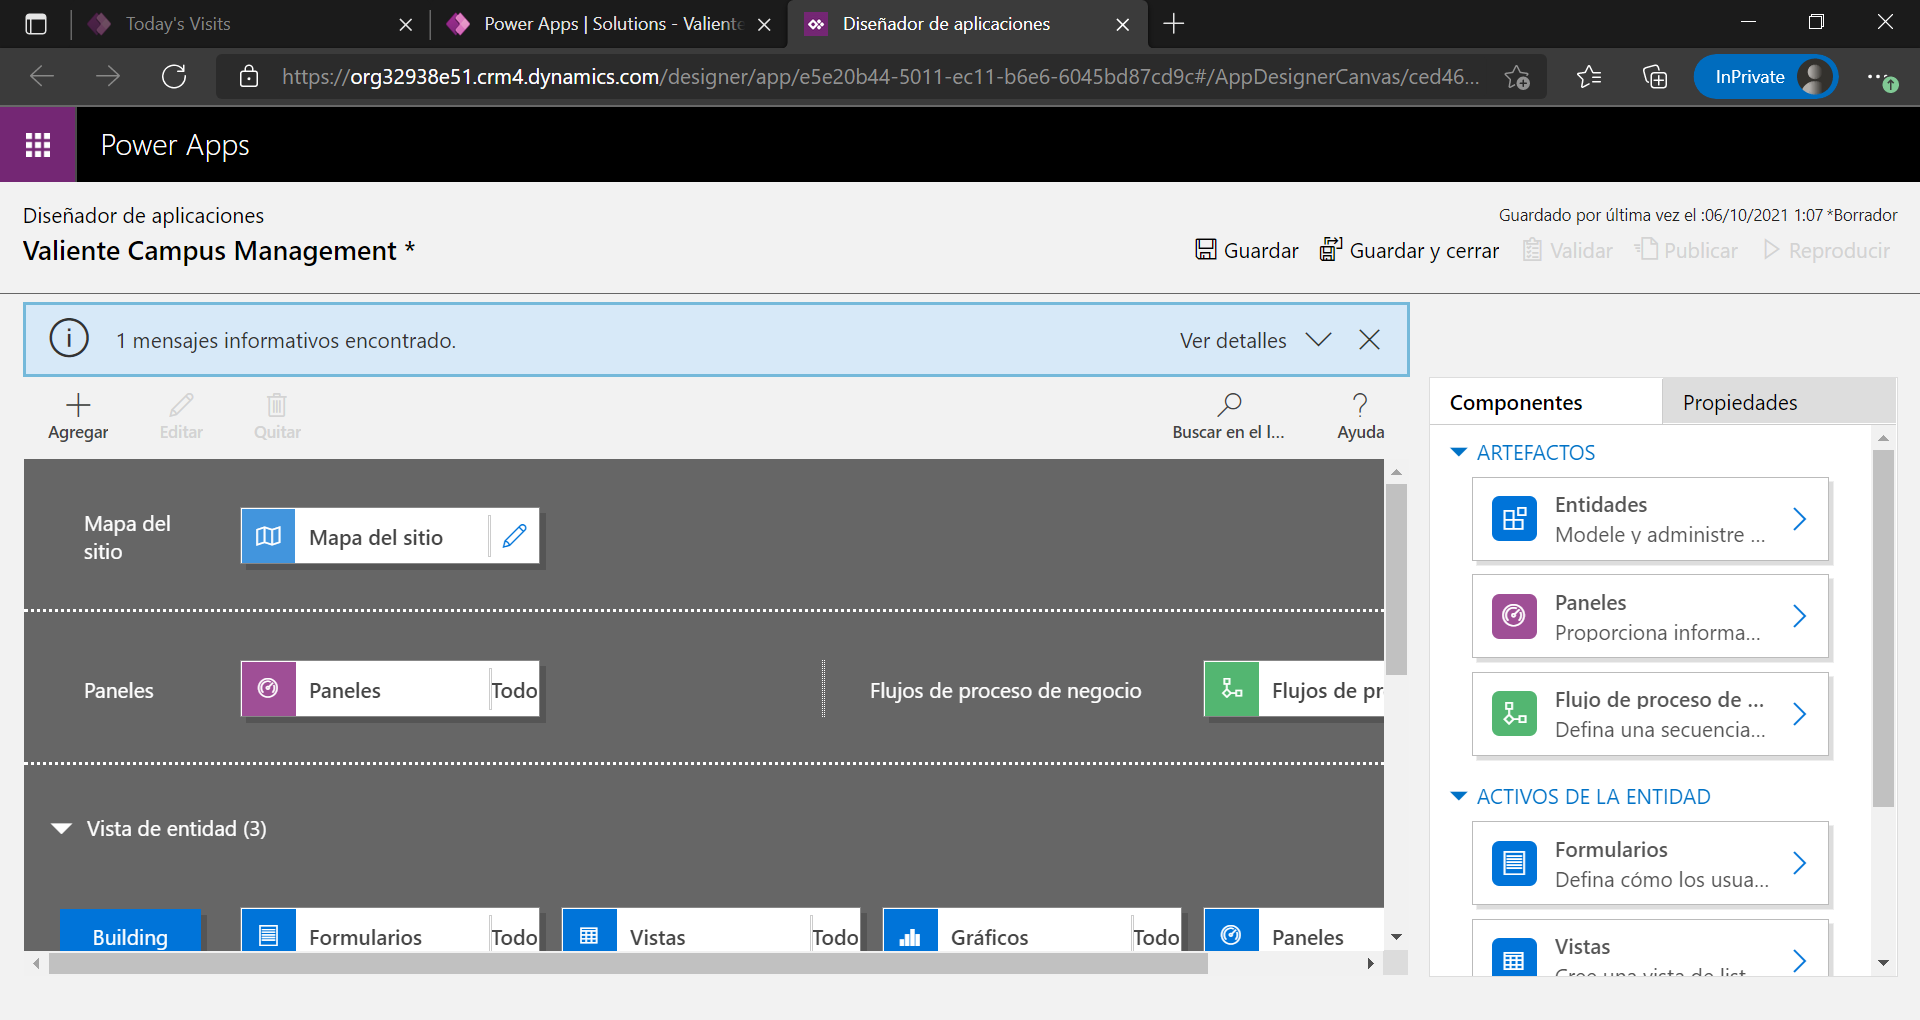 Today's Visits
Power Apps | Solutions - Valiente
Diseñador de aplicaciones
https://org32938e51.crm4.dynamics.com/designer/app/e5e20b44-5011-ec11-b6e6-6045bd87cd9c#/AppDesignerCanvas/ced46...
InPrivate
Power Apps
Diseñador de aplicaciones
Guardado por última vez el :06/10/2021 1:07 *Borrador
Valiente Campus Management *
Guardar
Guardar y cerrar
Validar
Publicar
Reproducir
1 mensajes informativos encontrado.
Ver detalles
Agregar
Editar
Quitar
Buscar en el l...
Ayuda
Componentes
Propiedades
Mapa del
sitio
Mapa del sitio
Paneles
Paneles
Todo
Flujos de proceso de negocio
Flujos de pr
Vista de entidad (3)
Building
Formularios
Todo
Vistas
Todo
Gráficos
Todo
Paneles
ARTEFACTOS
Entidades
Modele y administre ...
Paneles
Proporciona informa...
Flujo de proceso de ...
Defina una secuencia...
ACTIVOS DE LA ENTIDAD
Formularios
Defina cómo los usua...
Vistas
Cree una vista de list